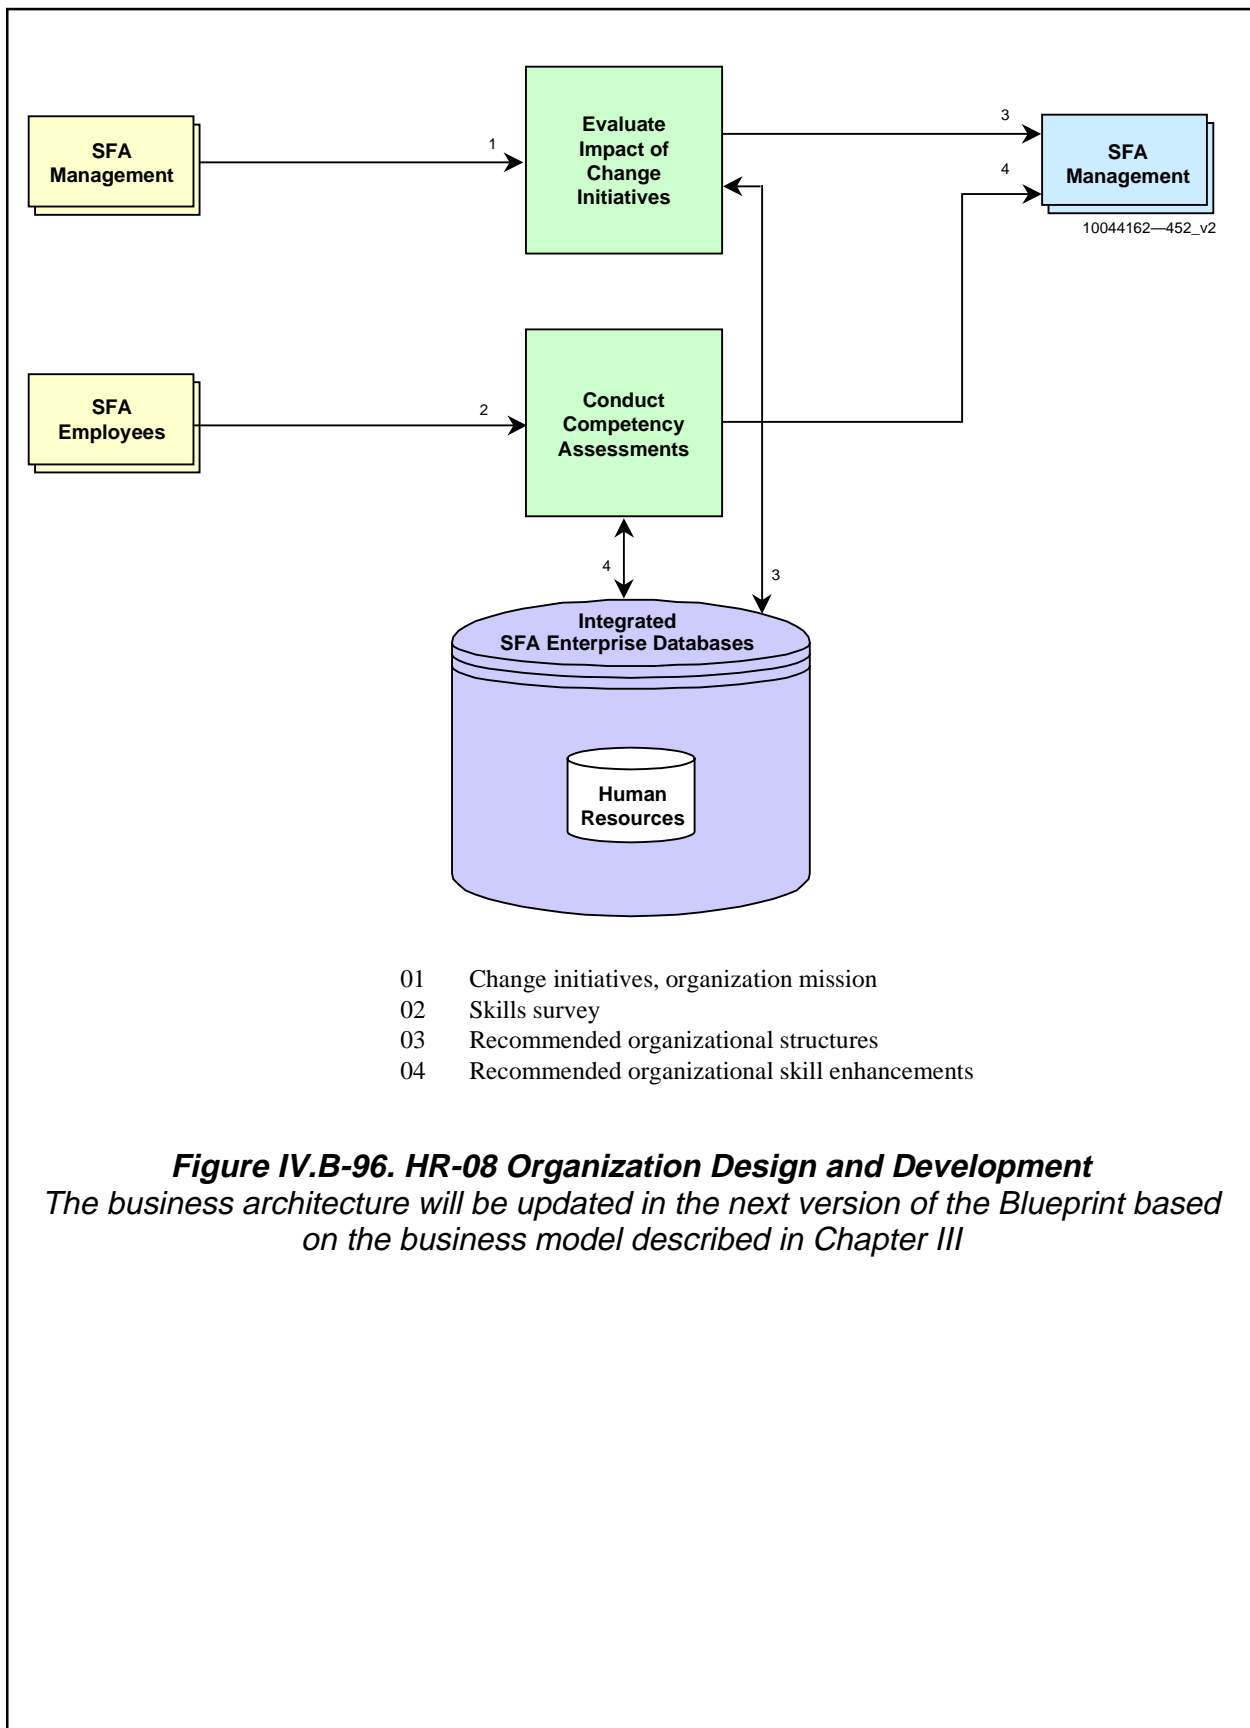 SFA
Management
1
Evaluate
Impact of
Change
Initiatives
3
4
SFA
Management
10044162—452_v2
SFA
Employees
2
Conduct
Competency
Assessments
4
3
Integrated
SFA Enterprise Databases
Human
Resources
01 Change initiatives, organization mission
02 Skills survey
03 Recommended organizational structures
04 Recommended organizational skill enhancements
Figure IV.B-96. HR-08 Organization Design and Development
The business architecture will be updated in the next version of the Blueprint based
on the business model described in Chapter III